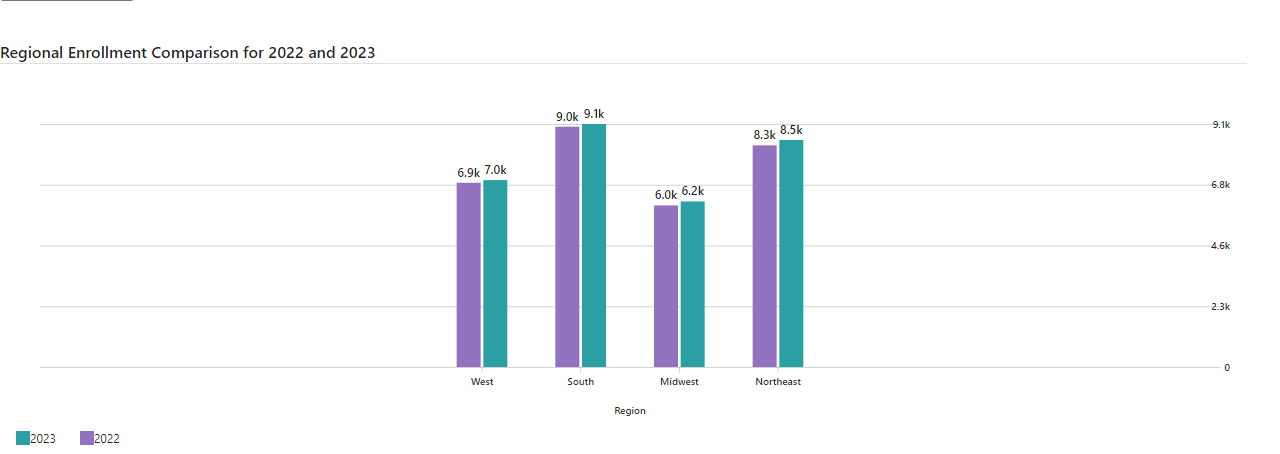 Regional Enrollment Comparison for 2022 and 2023
6.9k 7.0k
9.0k 9.1k
6.0k 6.2k
8.3k 8.5k
9.1k
6.8k
4.6k
2.3k
0
West South Midwest Northeast
Region
2023 2022